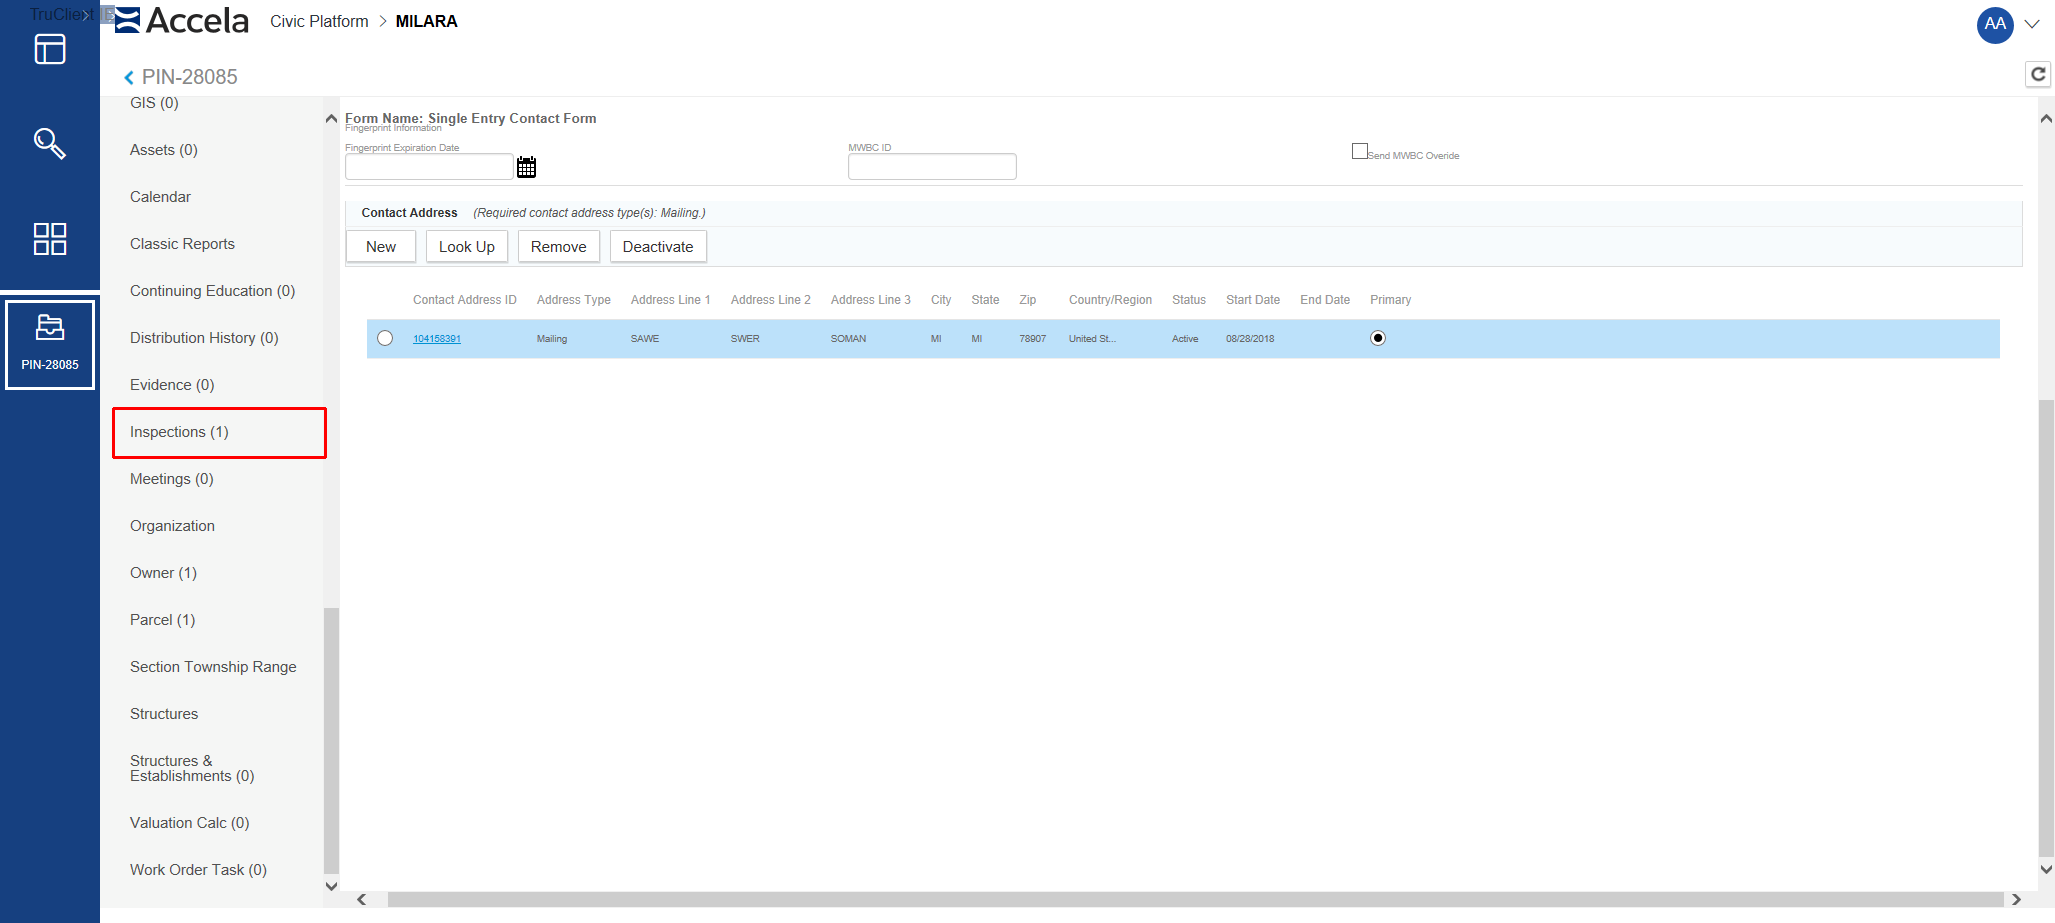 TruClient
Accela
Civic Platform > MILARA
AA
PIN-28085
PIN-28085
GIS (0)
Assets (0)
Calendar
Classic Reports
Continuing Education (0)
Distribution History (0)
Evidence (0)
Inspections (1)
Meetings (0)
Organization
Owner (1)
Parcel (1)
Section Township Range
Structures
Structures &
Establishments (0)
Valuation Calc (0)
Work Order Task (0)
Form Name: Single Entry Contact Form
Fingerprint Information
Fingerprint Expiration Date MWBC ID Send MWBC Overide
Contact Address (Required contact address type(s): Mailing.)
New Look Up Remove Deactivate
Contact Address ID Address Type Address Line 1 Address Line 2 Address Line 3 City State Zip Country/Region Status Start Date End Date Primary
104158391 Mailing SAWE SWER SOMAN MI MI 78907 United St... Active 08/28/2018